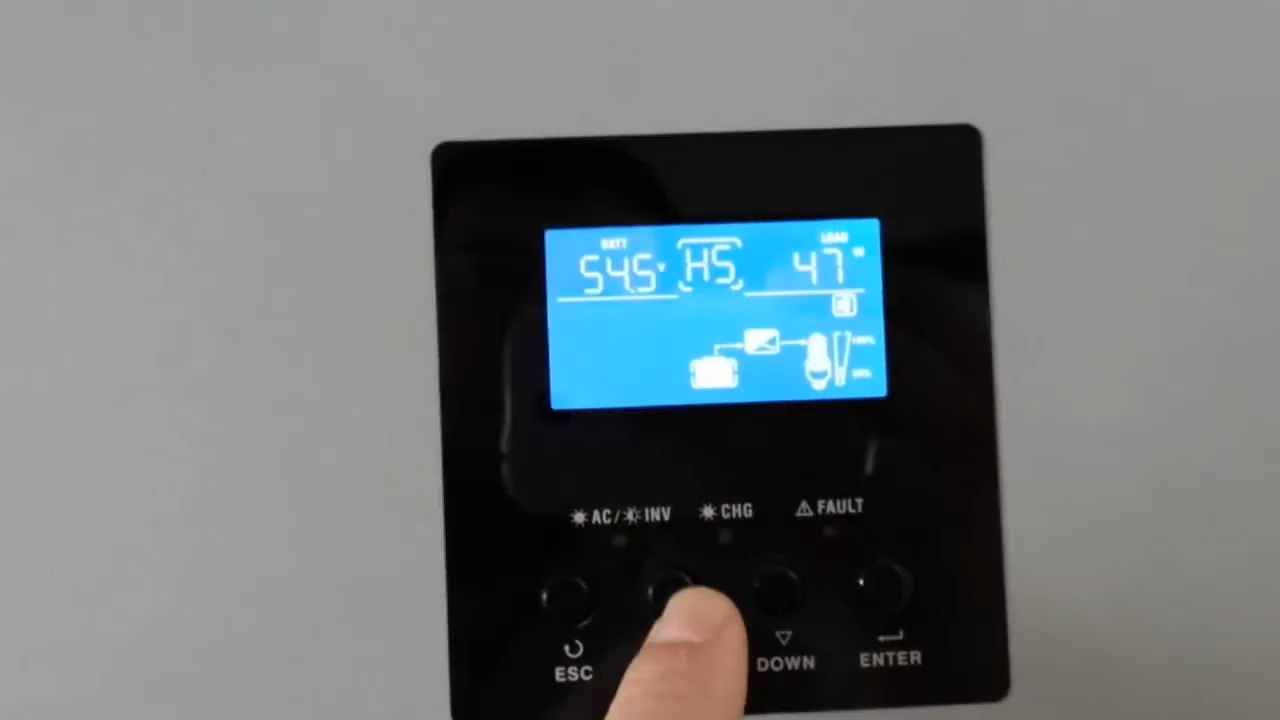 BATT LOAD
54.5 V HS 47 W
AC/ INV CHG FAULT
ESC DOWN ENTER